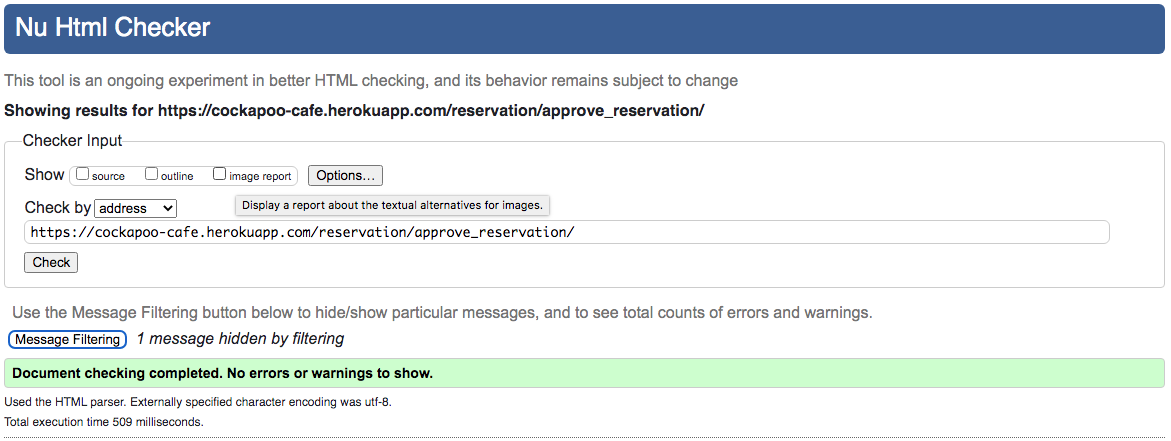 Nu Html Checker
This tool is an ongoing experiment in better HTML checking, and its behavior remains subject to change
Showing results for https://cockapoo-cafe.herokuapp.com/reservation/approve_reservation/
Checker Input
Show source outline image report Options...
Check by address
Display a report about the textual alternatives for images.
https://cockapoo-cafe.herokuapp.com/reservation/approve_reservation/
Check
Use the Message Filtering button below to hide/show particular messages, and to see total counts of errors and warnings.
Message Filtering 1 message hidden by filtering
Document checking completed. No errors or warnings to show.
Used the HTML parser. Externally specified character encoding was utf-8.
Total execution time 509 milliseconds.